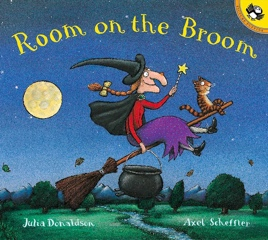 Room on the Broom
Julia Donaldson
Axel Scheffler